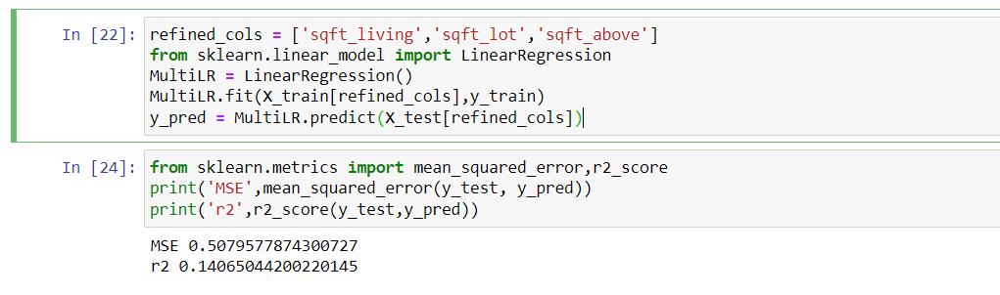 In [22]: refined_cols = ['sqft_living','sqft_lot','sqft_above']
from sklearn.linear_model import LinearRegression
MultiLR = LinearRegression()
MultiLR.fit(X_train[refined_cols],y_train)
y_pred = MultiLR.predict(X_test[refined_cols])
In [24]: from sklearn.metrics import mean_squared_error,r2_score
print('MSE',mean_squared_error(y_test, y_pred))
print('r2',r2_score(y_test,y_pred))
MSE 0.5079577874300727
r2 0.14065044200220145